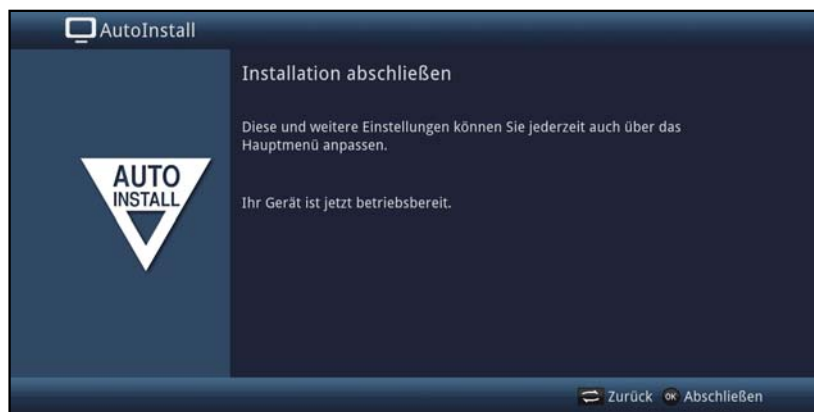 AutoInstall
Installation abschließen
Diese und weitere Einstellungen können Sie jederzeit auch über das
Hauptmenü anpassen.
AUTO
INSTALL
Ihr Gerät ist jetzt betriebsbereit.
Zurück OK Abschließen